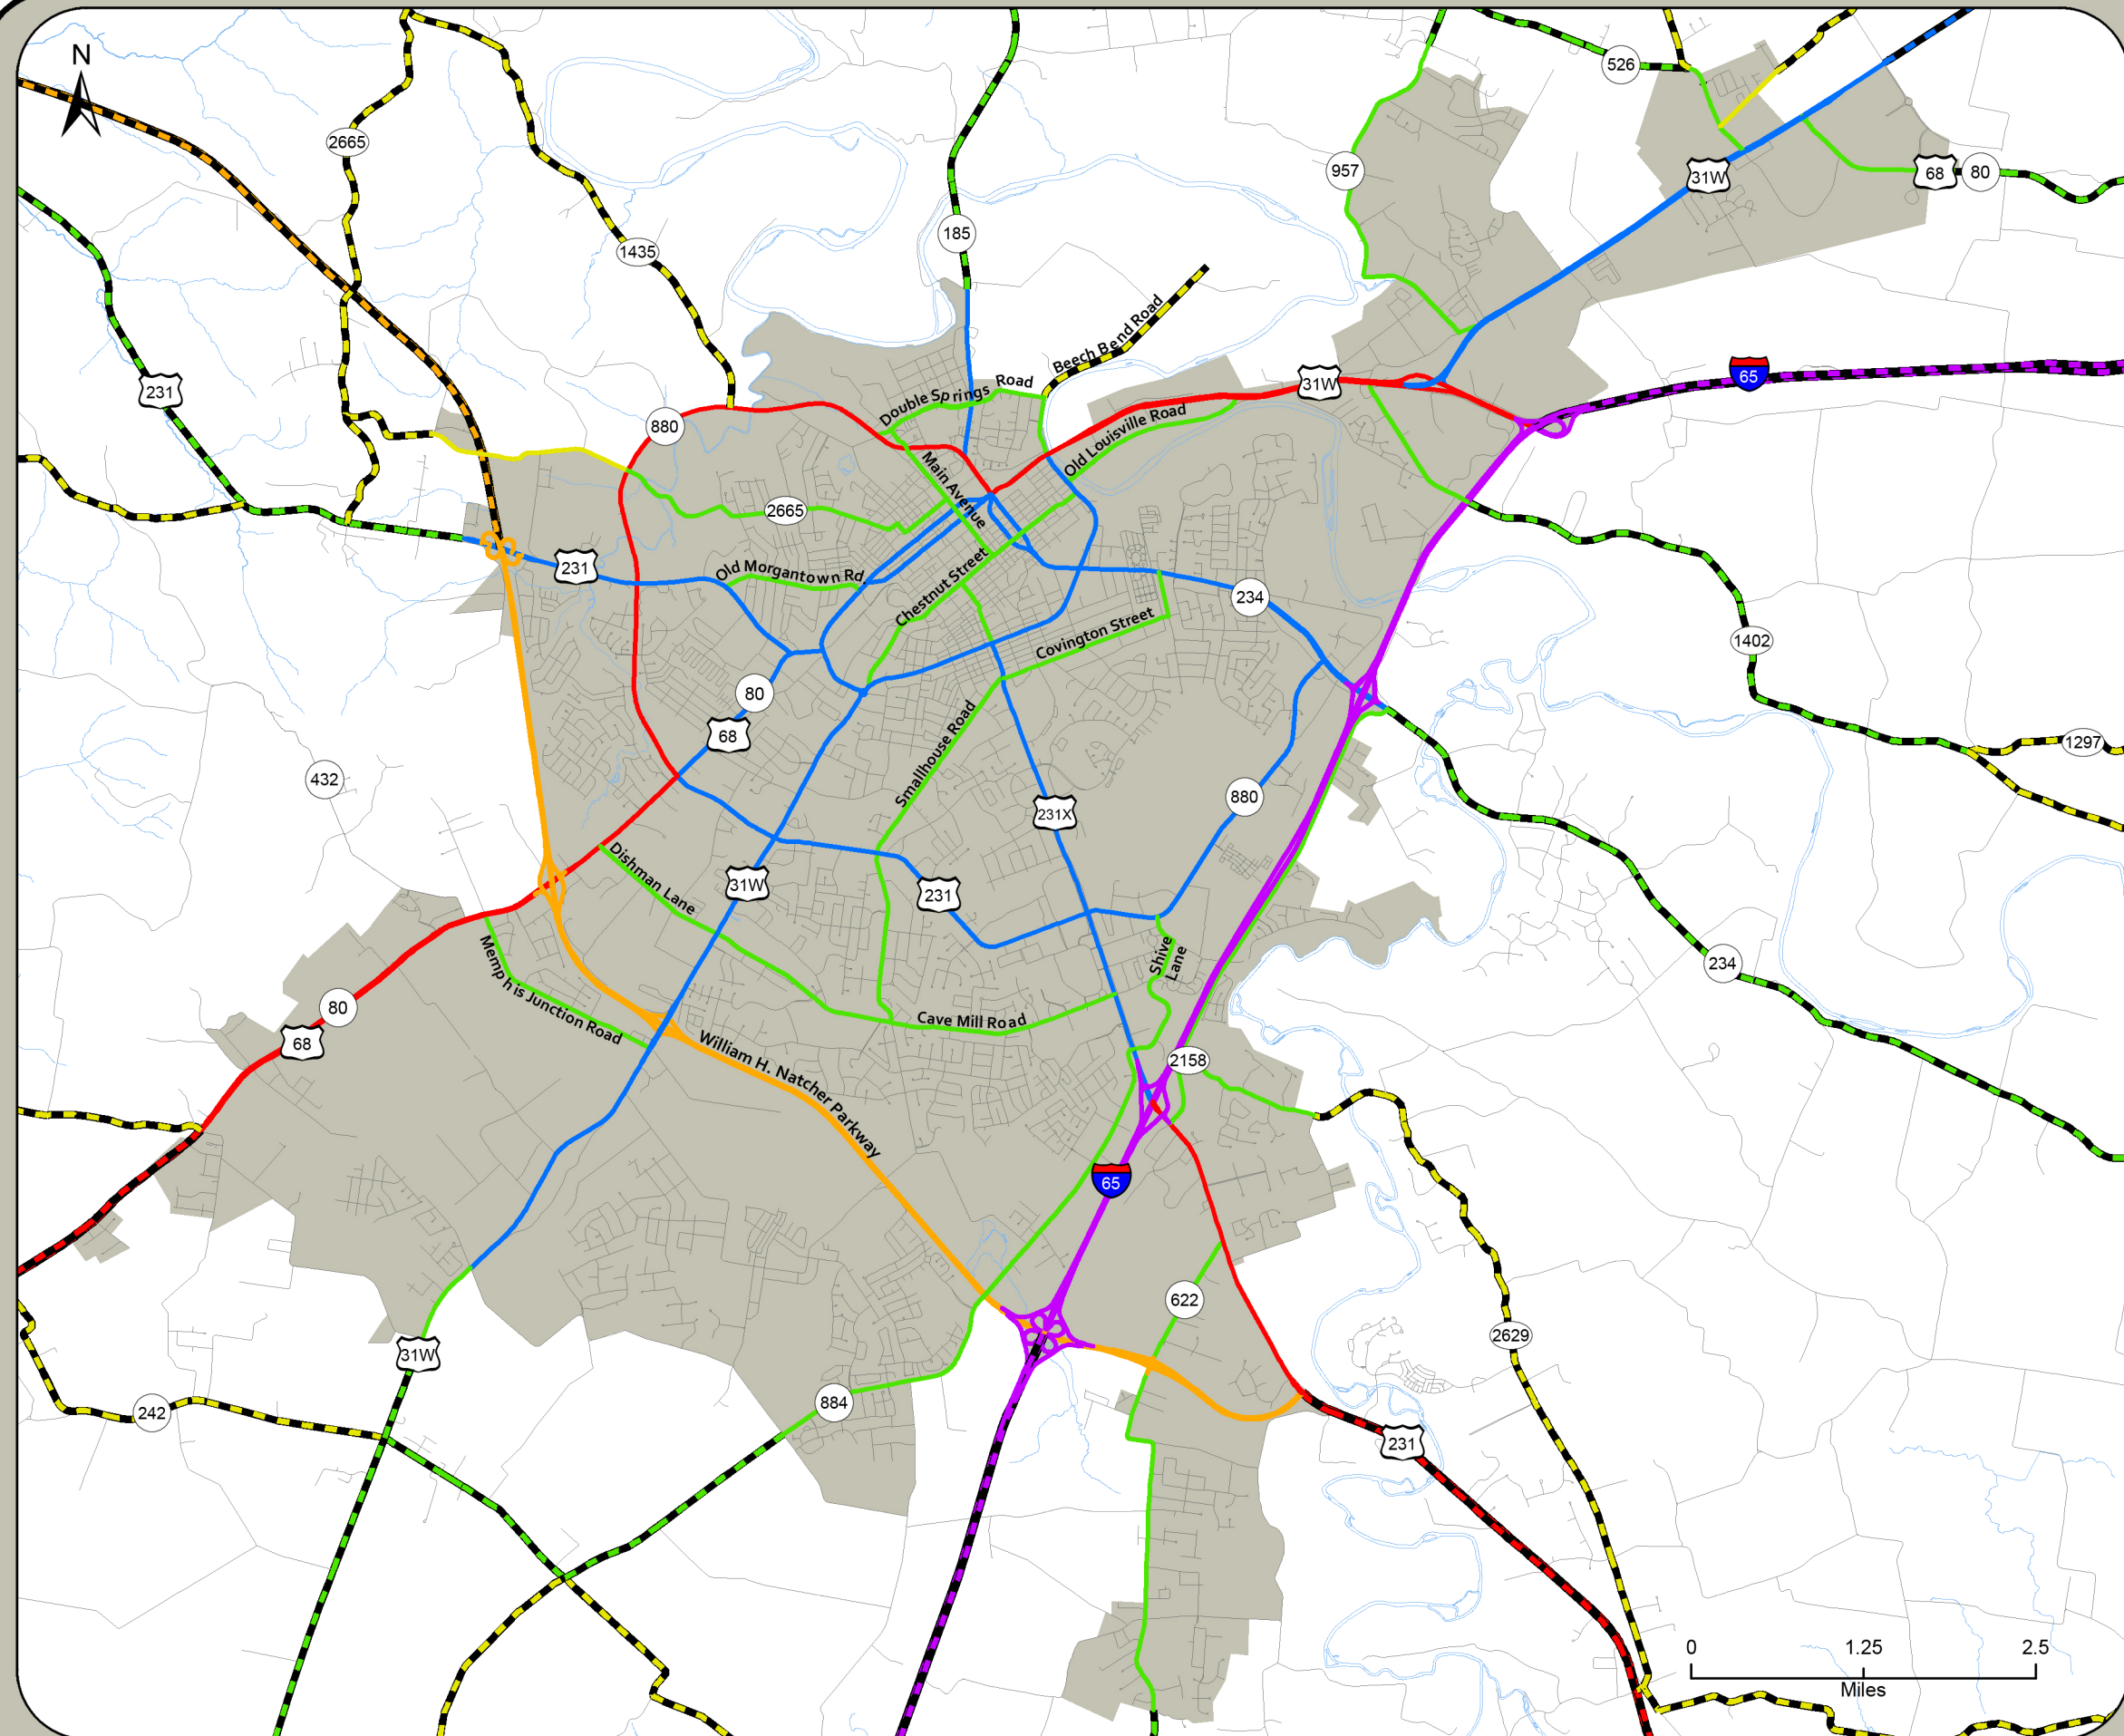 N
526
2665
957
31W
68
80
185
1435
Beech Bend Road
231
65
31W
Double Springs Road
880
Old Louisville Road
Main Avenue
2665
231
Old Morgantown Rd.
Chestnut Street
234
Covington Street
1402
80
68
Smallhouse Road
1297
432
880
231X
Dishman Lane
31W
231
Shive
Lane
234
Memphis Junction Road
80
68
Cave Mill Road
William H. Natcher Parkway
2158
65
622
2629
31W
884
242
231
0
1.25
2.5
Miles